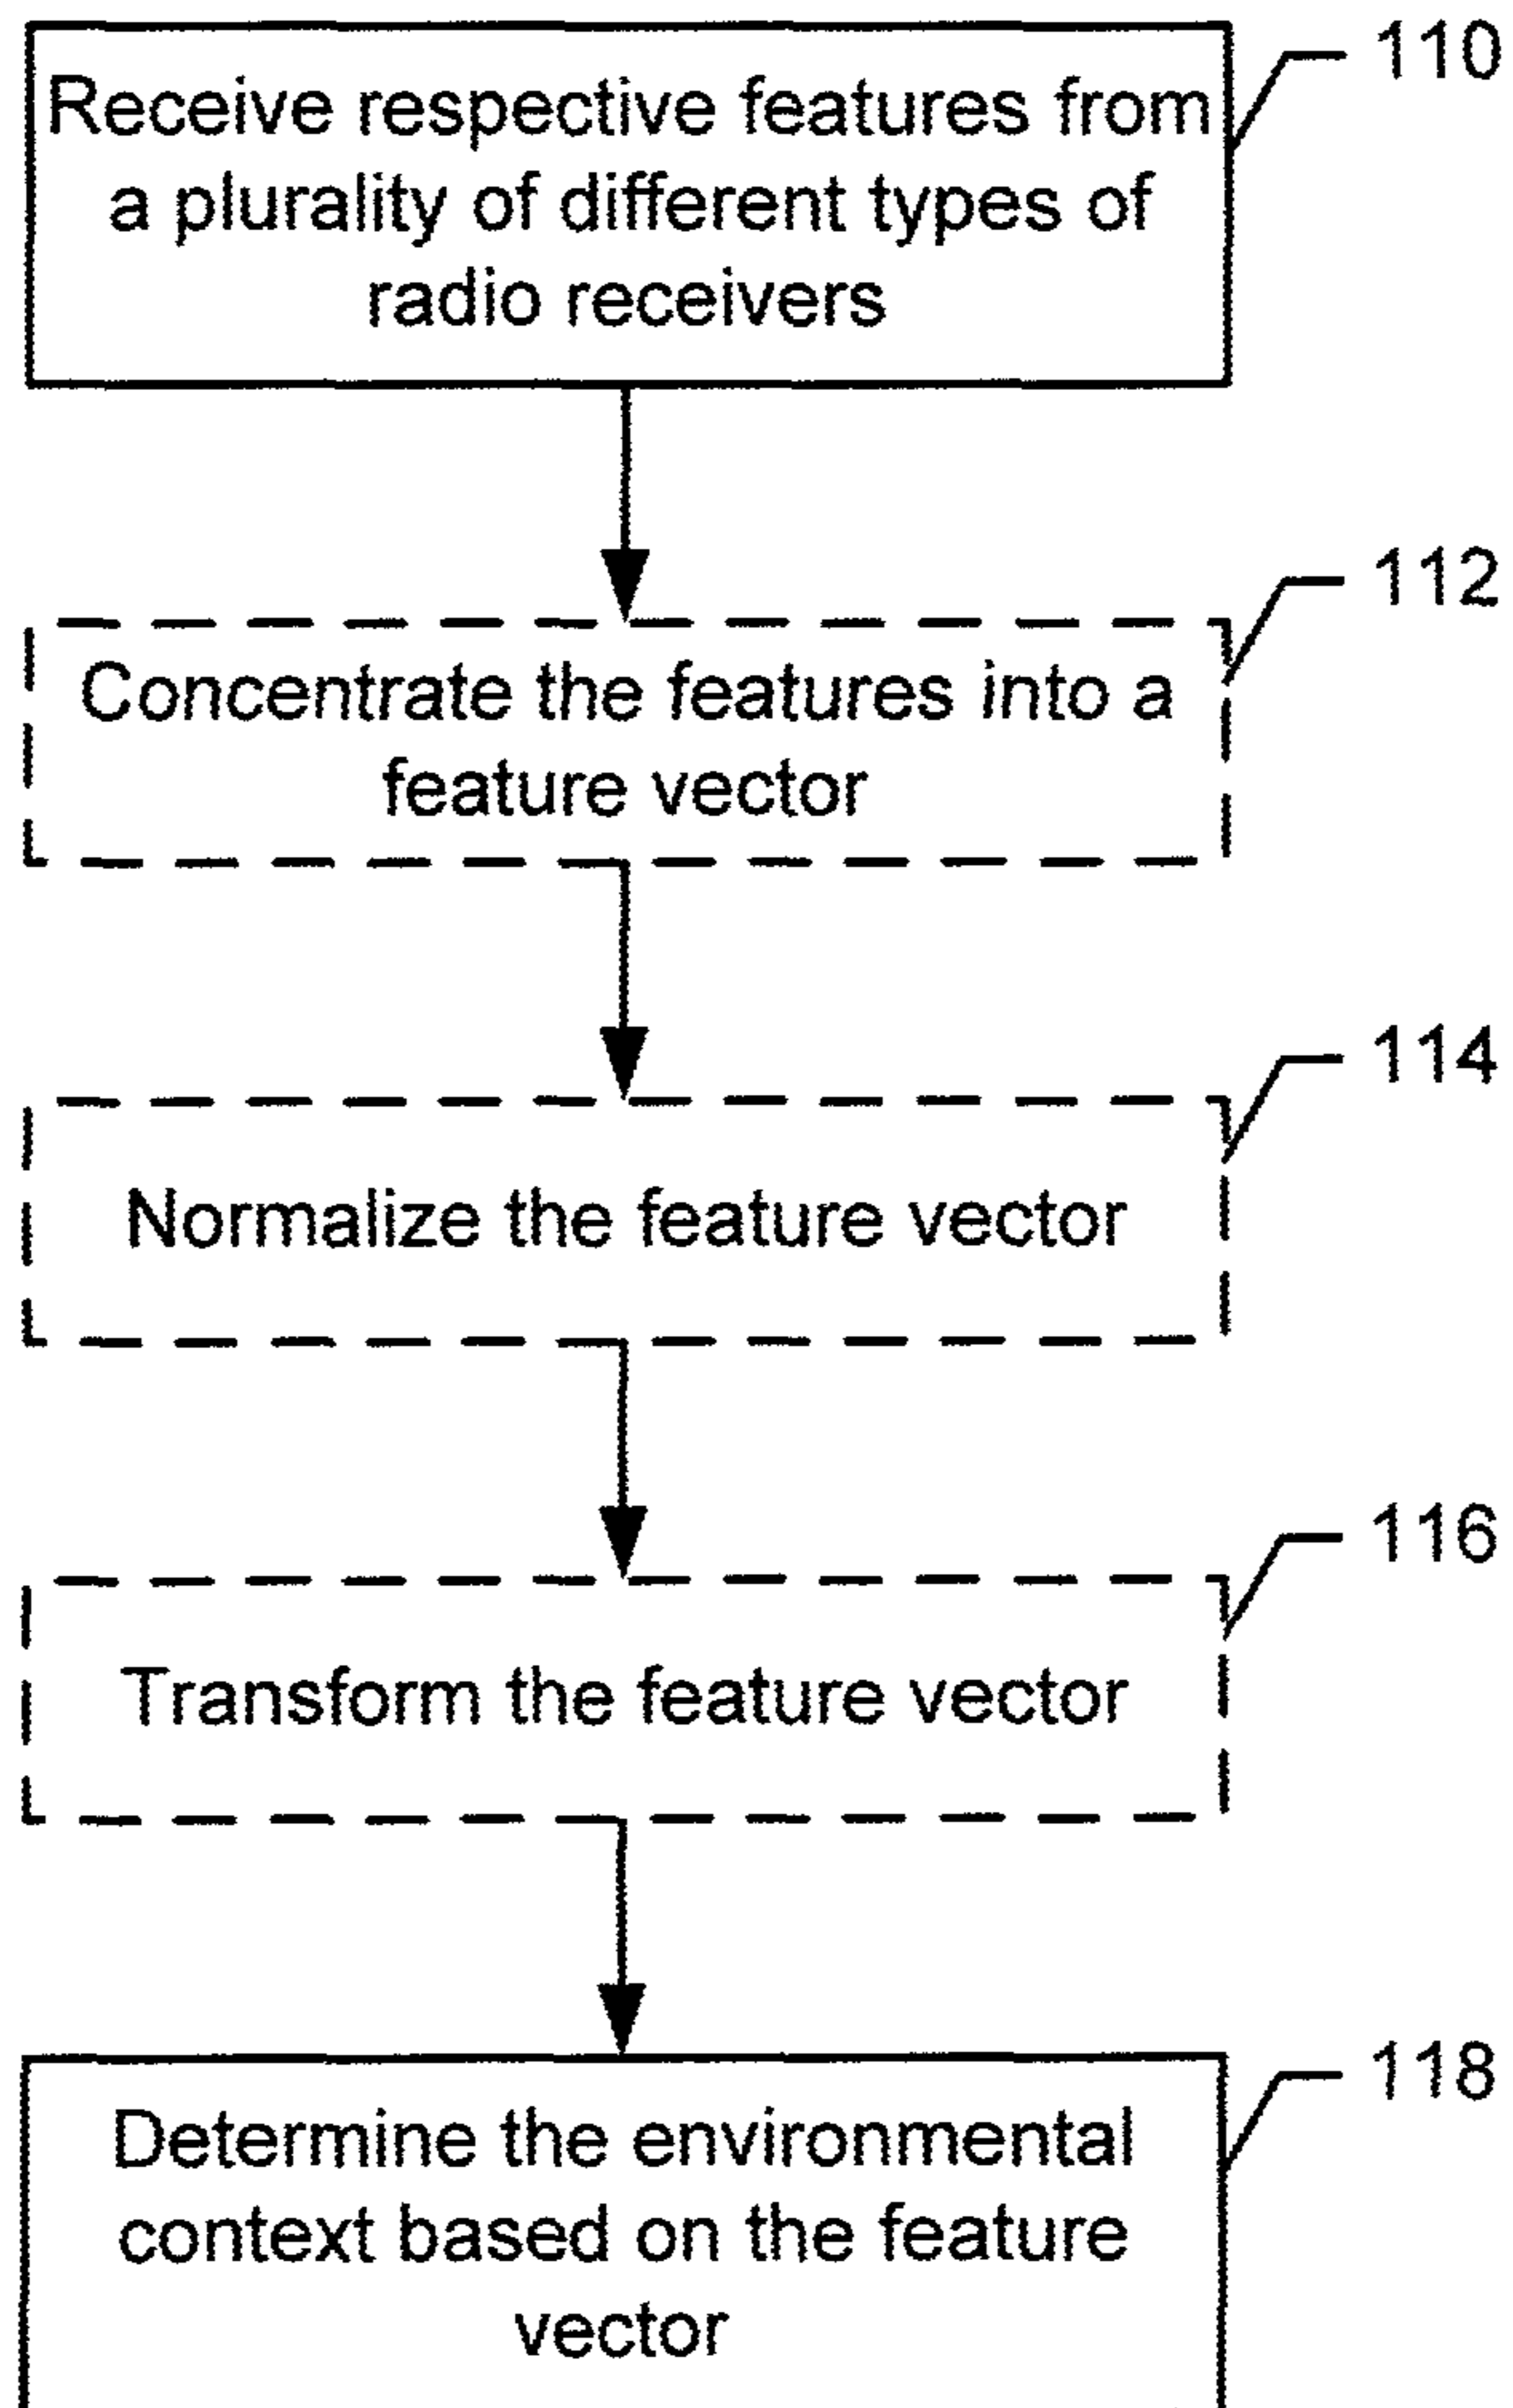 110
Receive respective features from
a plurality of different types of
radio receivers
112
Concentrate the features into a
feature vector
114
Normalize the feature vector
116
Transform the feature vector
118
Determine the environmental
context based on the feature
vector